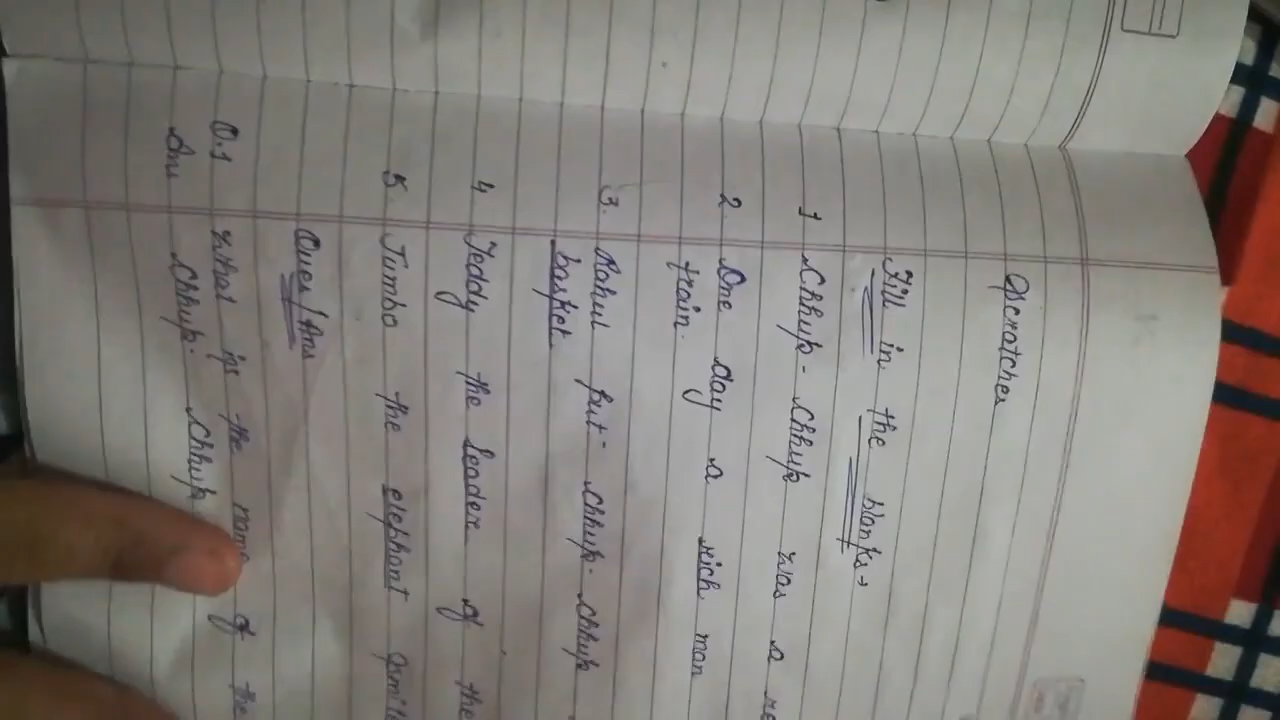 Scratches
Fill in the blanks→
1 Chhup-Chhup was a
2 One day a rich man
train.
3. Rahul put Chhup-Chhup
basket.
4 Teddy the leader of the
5. Jimbo the elephant
Ques/Ans
Q.1 What is the name of the
Ans Chhup. Chhup